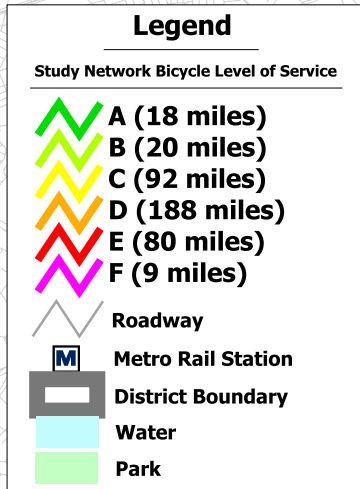 Legend
Study Network Bicycle Level of Service
A (18 miles)
B (20 miles)
C (92 miles)
D (188 miles)
E (80 miles)
F (9 miles)
Roadway
M Metro Rail Station
District Boundary
Water
Park